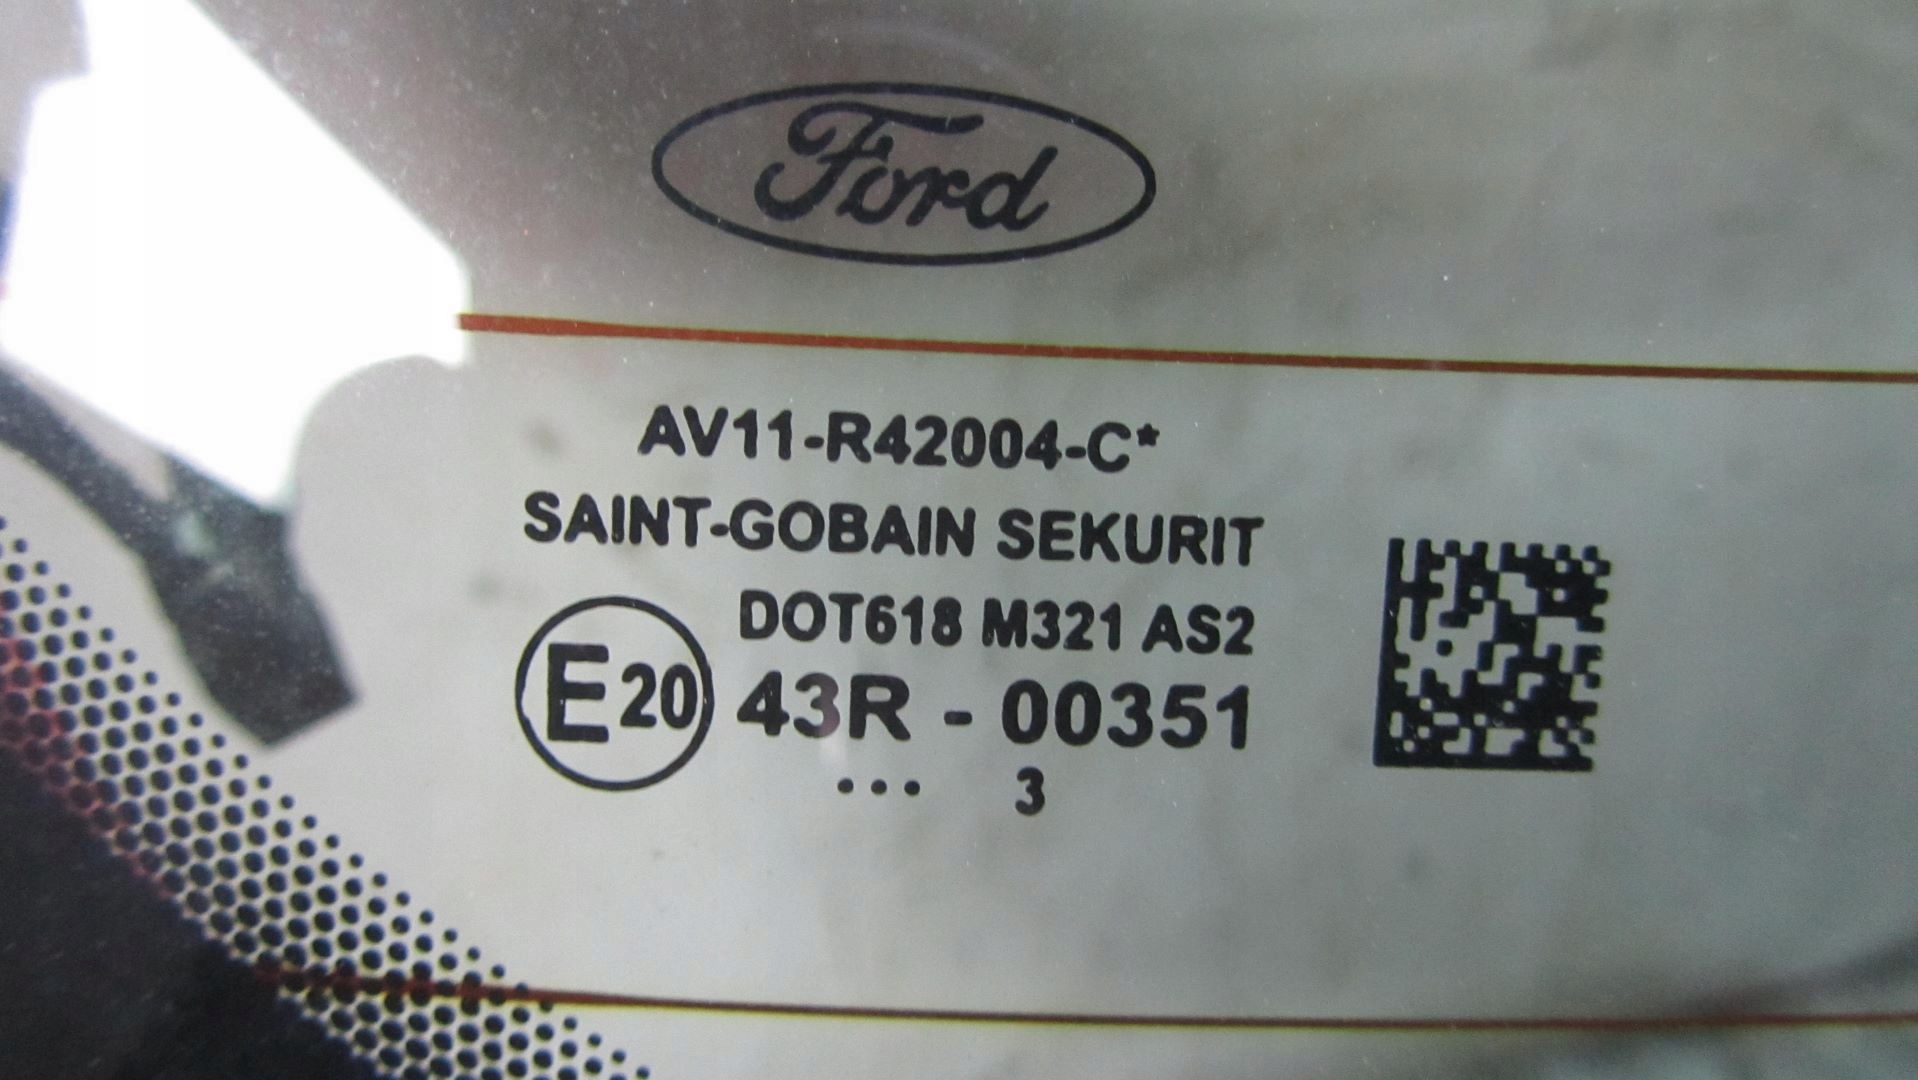 Ford
AV11-R42004-C*
SAINT-GOBAIN SEKURIT
DOT618 M321 AS2
E20 43R - 00351
... 3